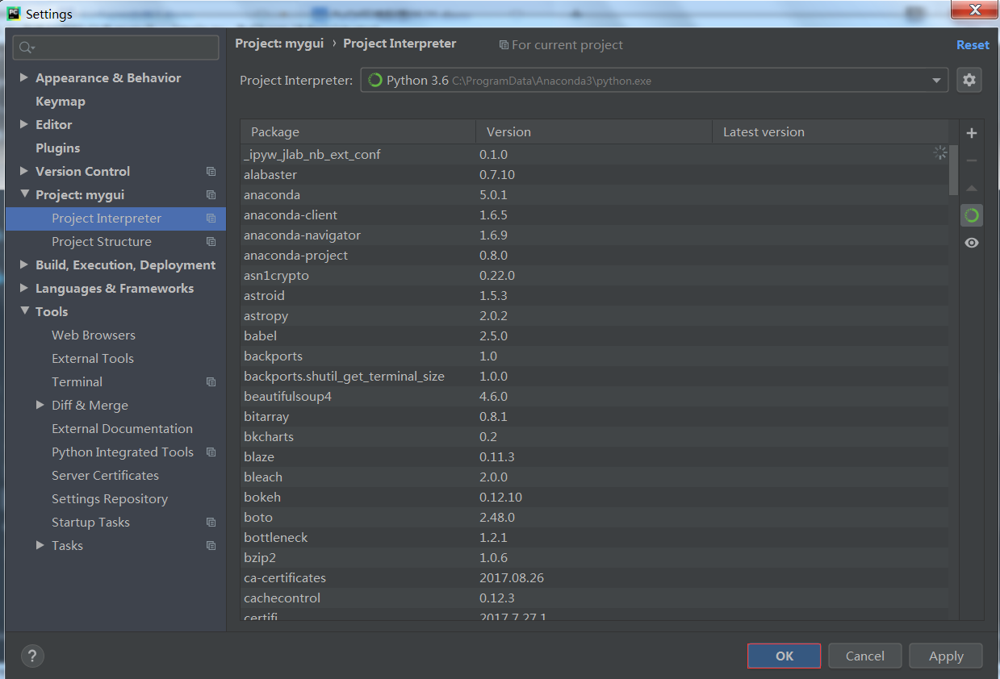 Settings
Project: mygui › Project Interpreter
For current project
Reset
Appearance & Behavior
Keymap
Editor
Plugins
Version Control
Project: mygui
Project Interpreter
Project Structure
Build, Execution, Deployment
Languages & Frameworks
Tools
Web Browsers
External Tools
Terminal
Diff & Merge
External Documentation
Python Integrated Tools
Server Certificates
Settings Repository
Startup Tasks
Tasks
Project Interpreter: Python 3.6 C:\ProgramData\Anaconda3\python.exe
Package Version Latest version
_ipyw_jlab_nb_ext_conf 0.1.0
alabaster 0.7.10
anaconda 5.0.1
anaconda-client 1.6.5
anaconda-navigator 1.6.9
anaconda-project 0.8.0
asn1crypto 0.22.0
astroid 1.5.3
astropy 2.0.2
babel 2.5.0
backports 1.0
backports.shutil_get_terminal_size 1.0.0
beautifulsoup4 4.6.0
bitarray 0.8.1
bkcharts 0.2
blaze 0.11.3
bleach 2.0.0
bokeh 0.12.10
boto 2.48.0
bottleneck 1.2.1
bzip2 1.0.6
ca-certificates 2017.08.26
cachecontrol 0.12.3
certifi 2017.7.27.1
? OK Cancel Apply